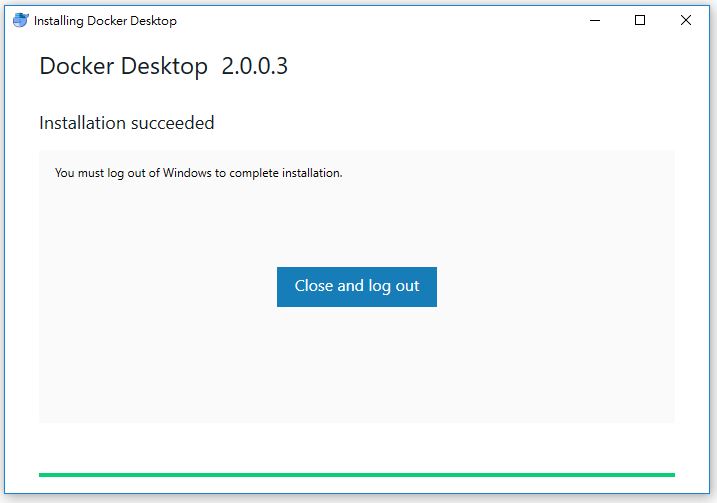 Installing Docker Desktop
Docker Desktop 2.0.0.3
Installation succeeded
You must log out of Windows to complete installation.
Close and log out